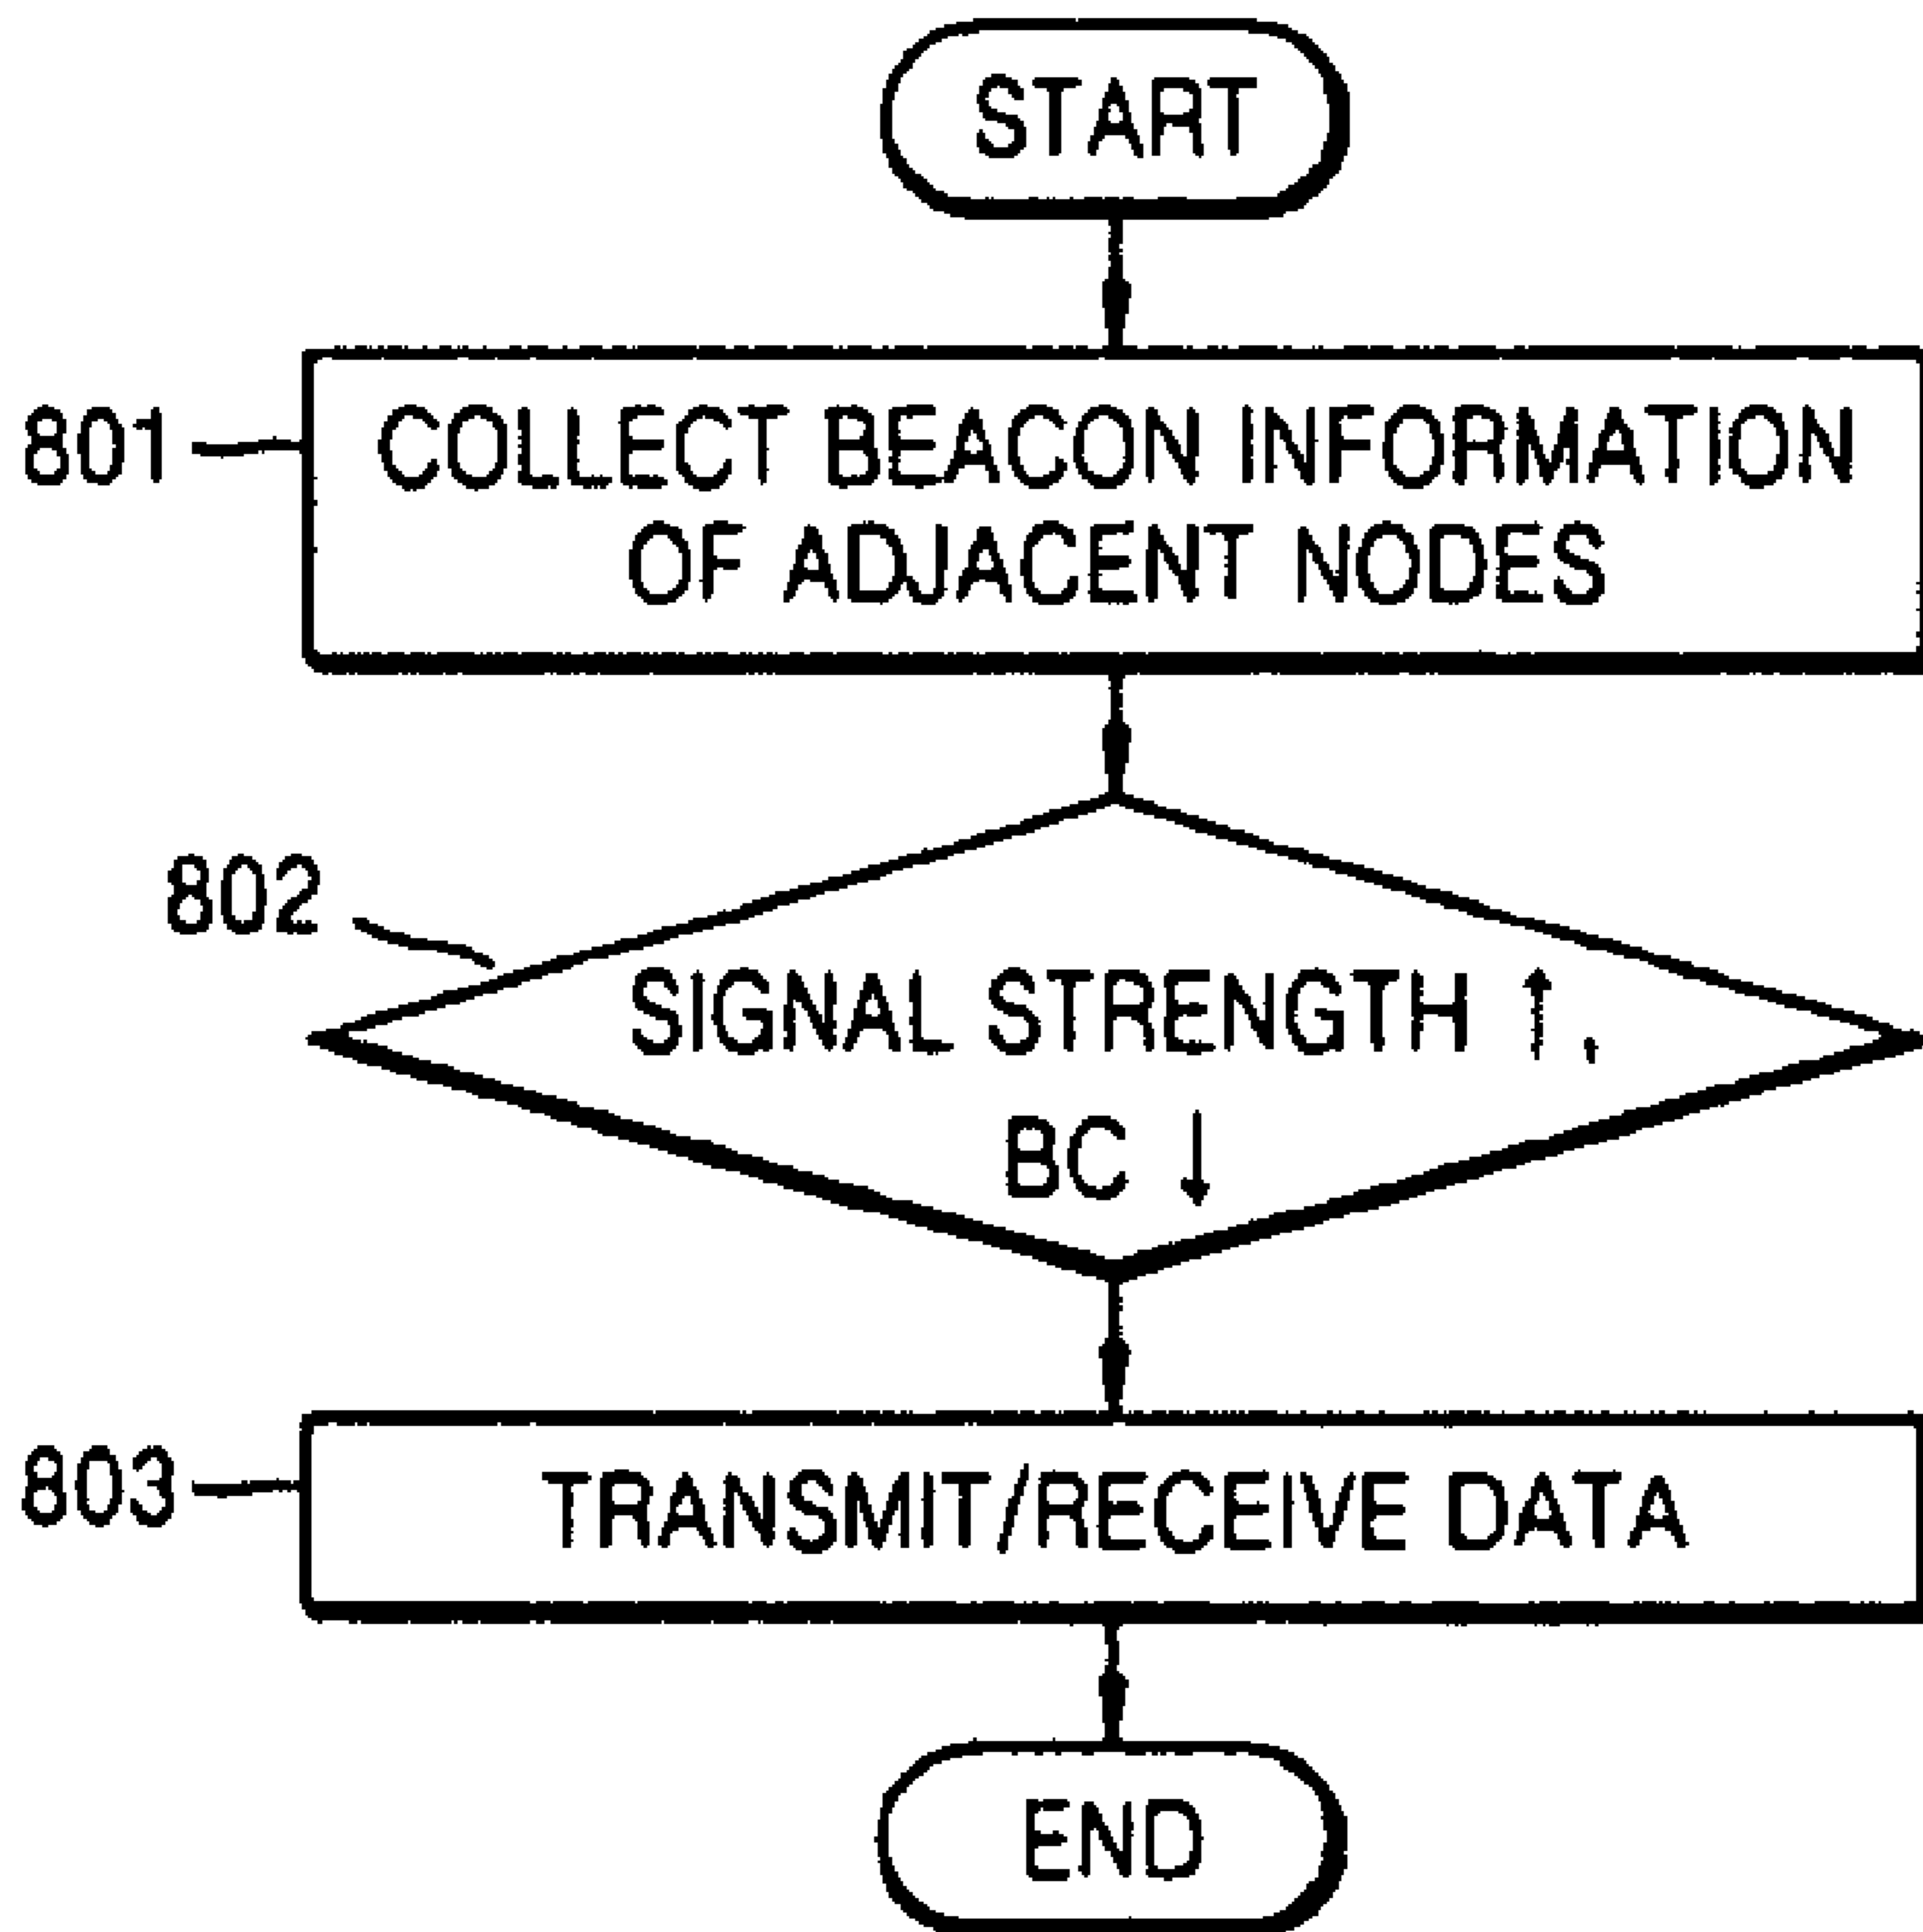 START
801
COLLECT BEACON INFORMATION
OF ADJACENT NODES
802
SIGNAL STRENGTH ↑,
BC ↓
803
TRANSMIT/RECEIVE DATA
END